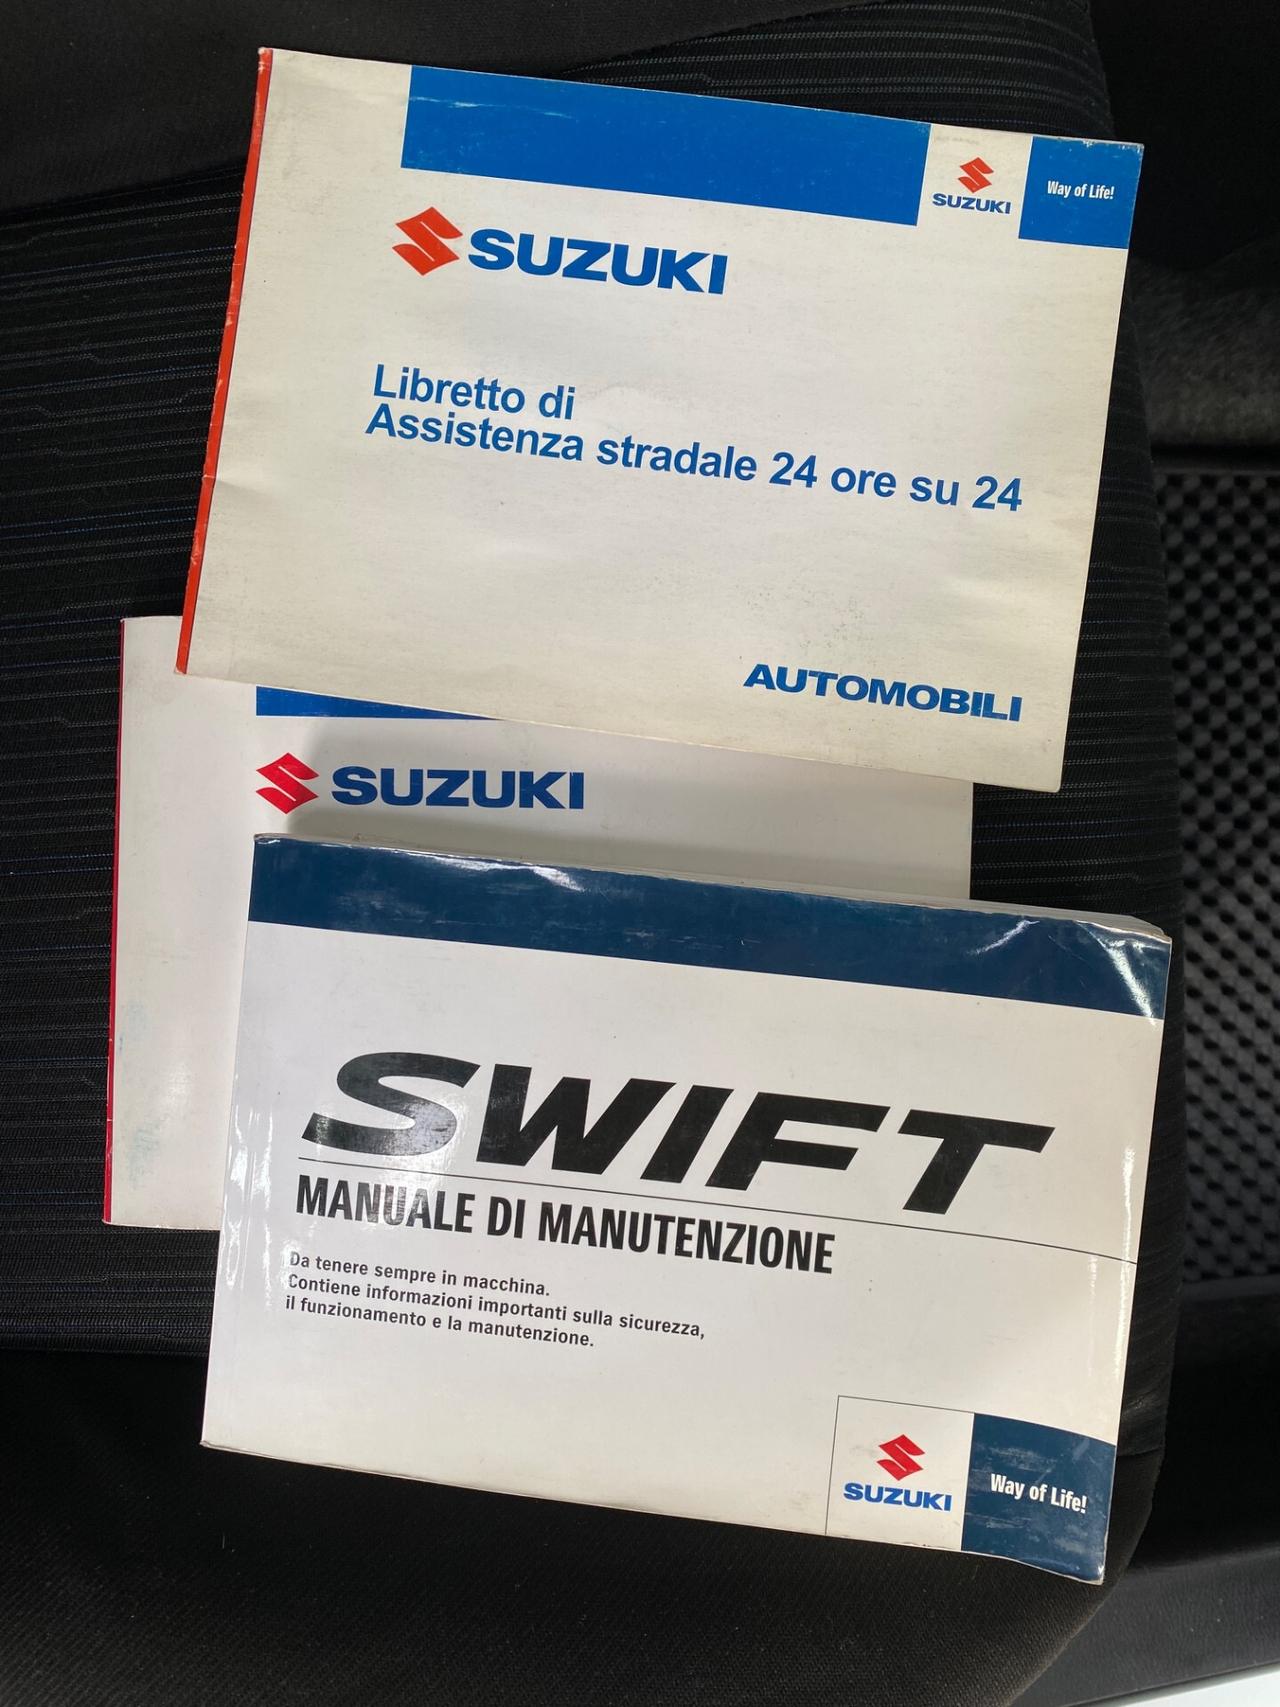 SUZUKI
Way of Life!
SUZUKI
Libretto di
Assistenza stradale 24 ore su 24
AUTOMOBILI
SUZUKI
SWIFT
MANUALE DI MANUTENZIONE
Da tenere sempre in macchina.
Contiene informazioni importanti sulla sicurezza,
il funzionamento e la manutenzione.
SUZUKI
Way of Life!